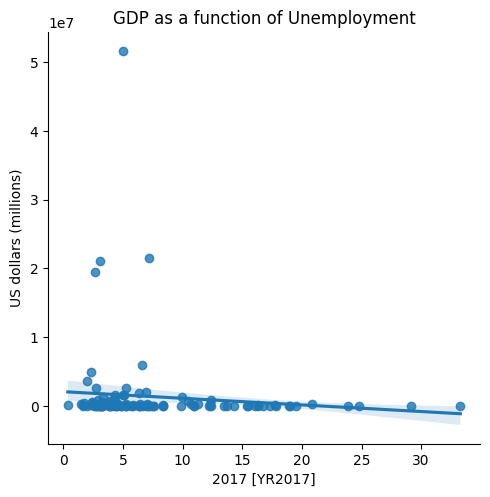 GDP as a function of Unemployment
1e7
5
4
3
2
1
0
US dollars (millions)
0 5 10 15 20 25 30
2017 [YR2017]